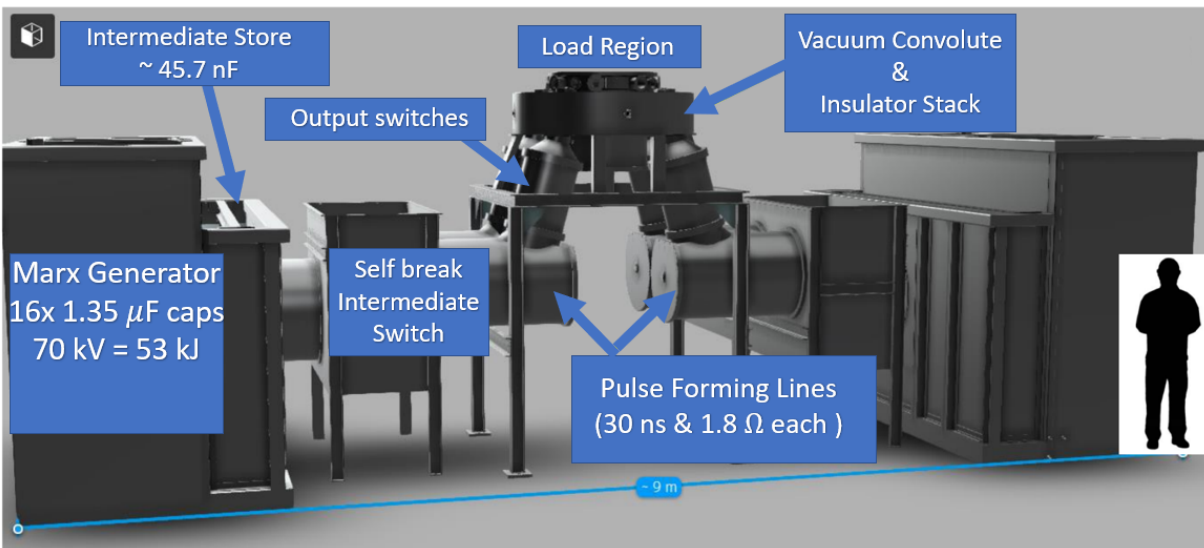 Intermediate Store
~ 45.7 nF
Load Region
Vacuum Convolute
&
Insulator Stack
Output switches
Marx Generator
16x 1.35 𝜇F caps
70 kV = 53 kJ
Self break
Intermediate
Switch
Pulse Forming Lines
(30 ns & 1.8 Ω each )
~ 9 m